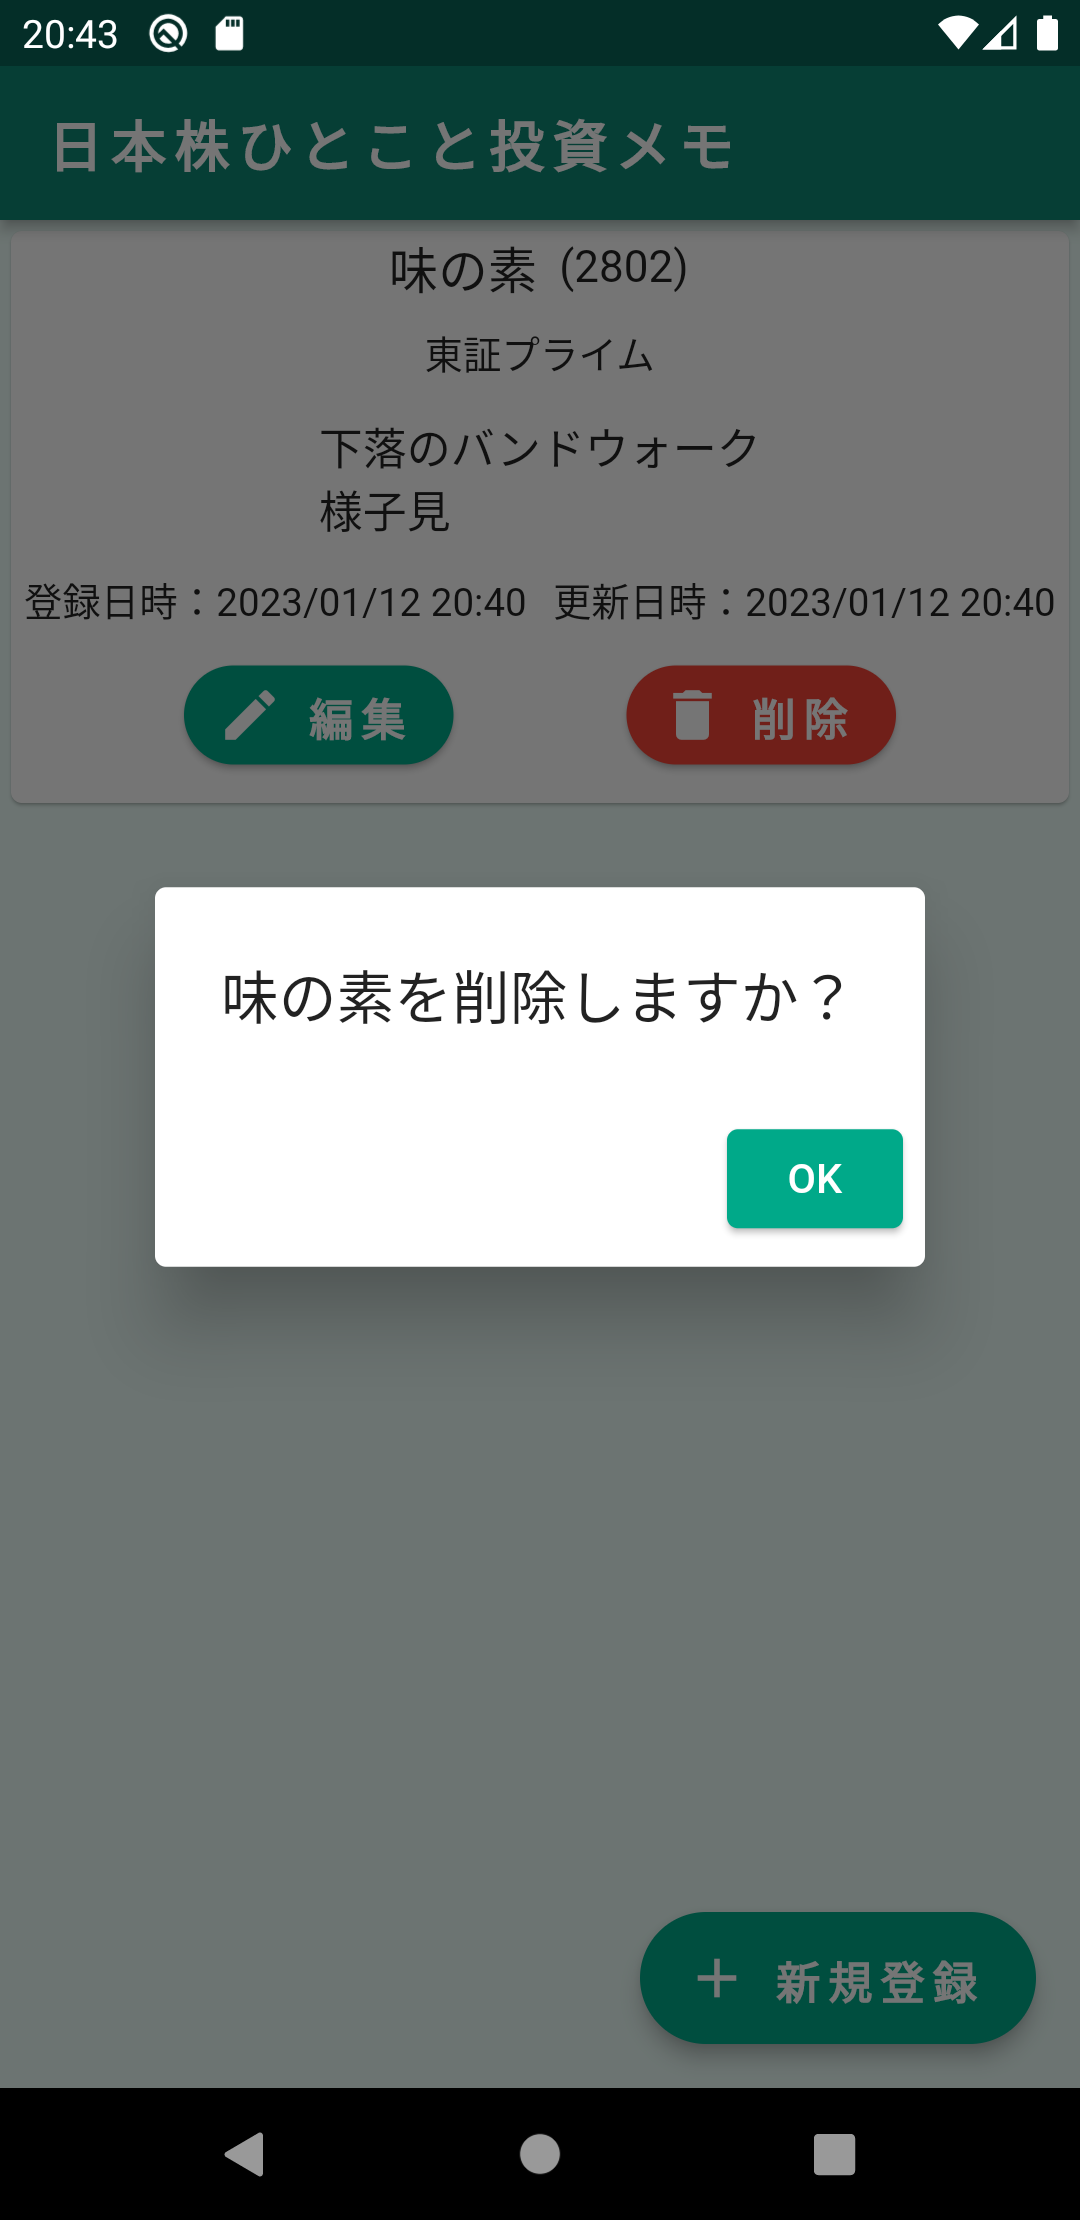 20:43
日本株ひとこと投資メモ
味の素 (2802)
東証プライム
下落のバンドウォーク
様子見
登録日時：2023/01/12 20:40 更新日時：2023/01/12 20:40
編集 削除
味の素を削除しますか？
OK
+ 新規登録